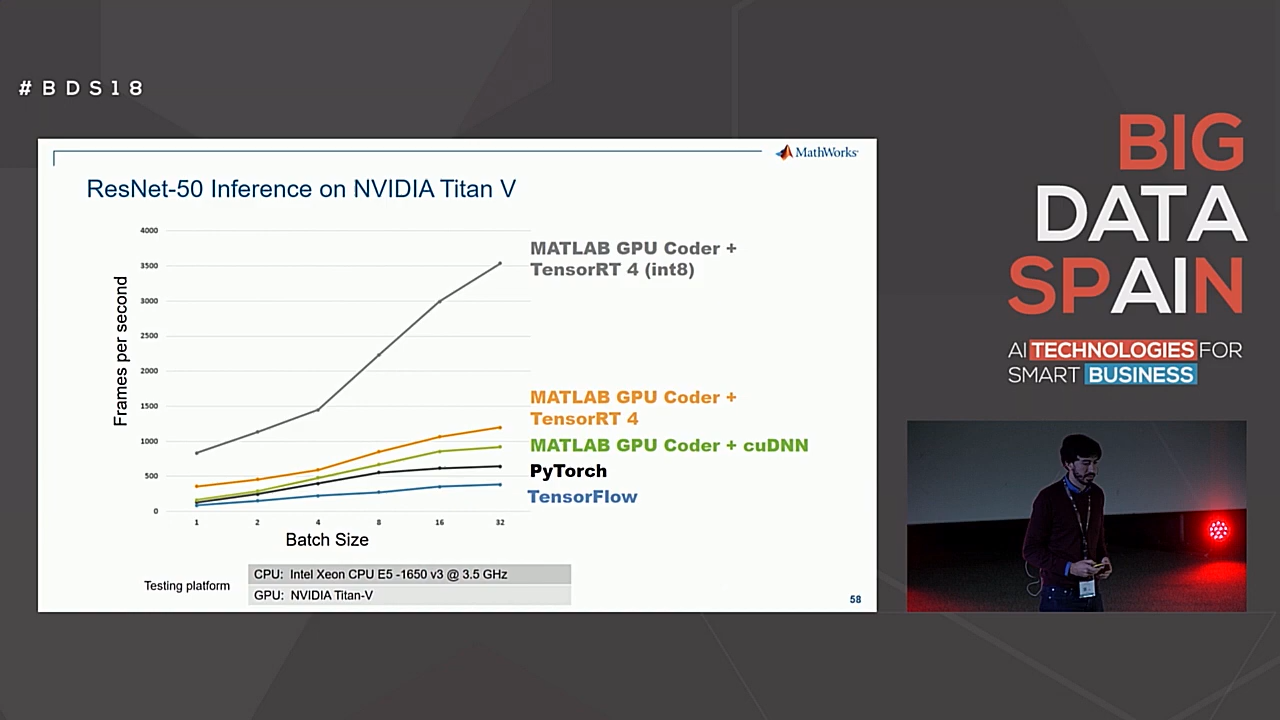 #BDS18
BIG
DATA
SPAIN
AI TECHNOLOGIES FOR
SMART BUSINESS
MathWorks
ResNet-50 Inference on NVIDIA Titan V
Frames per second
4000
3500
3000
2500
2000
1500
1000
500
0
1 2 4 8 16 32
Batch Size
MATLAB GPU Coder +
TensorRT 4 (int8)
MATLAB GPU Coder +
TensorRT 4
MATLAB GPU Coder + cuDNN
PyTorch
TensorFlow
Testing platform
CPU: Intel Xeon CPU E5 -1650 v3 @ 3.5 GHz
GPU: NVIDIA Titan-V
58